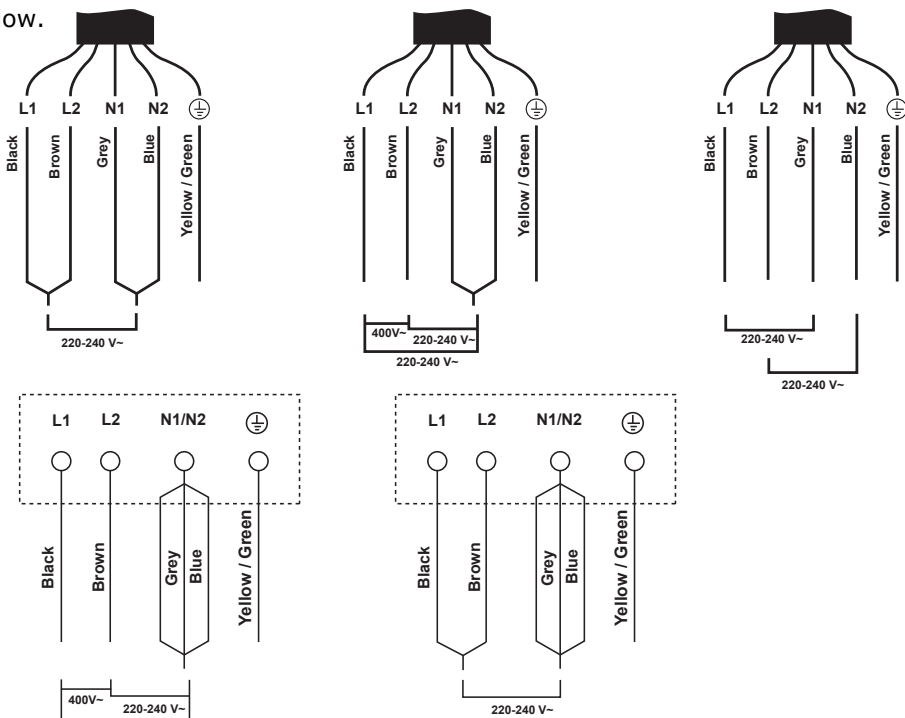 ow.
L1 L2 N1 N2
Black
Brown
Grey
Blue
Yellow / Green
220-240 V~
L1 L2 N1 N2
Black
Brown
Grey
Blue
Yellow / Green
400V~
220-240 V~
220-240 V~
L1 L2 N1 N2
Black
Brown
Grey
Blue
Yellow / Green
220-240 V~
220-240 V~
L1 L2 N1/N2
Black
Brown
Grey
Blue
Yellow / Green
400V~
220-240 V~
L1 L2 N1/N2
Black
Brown
Grey
Blue
Yellow / Green
220-240 V~